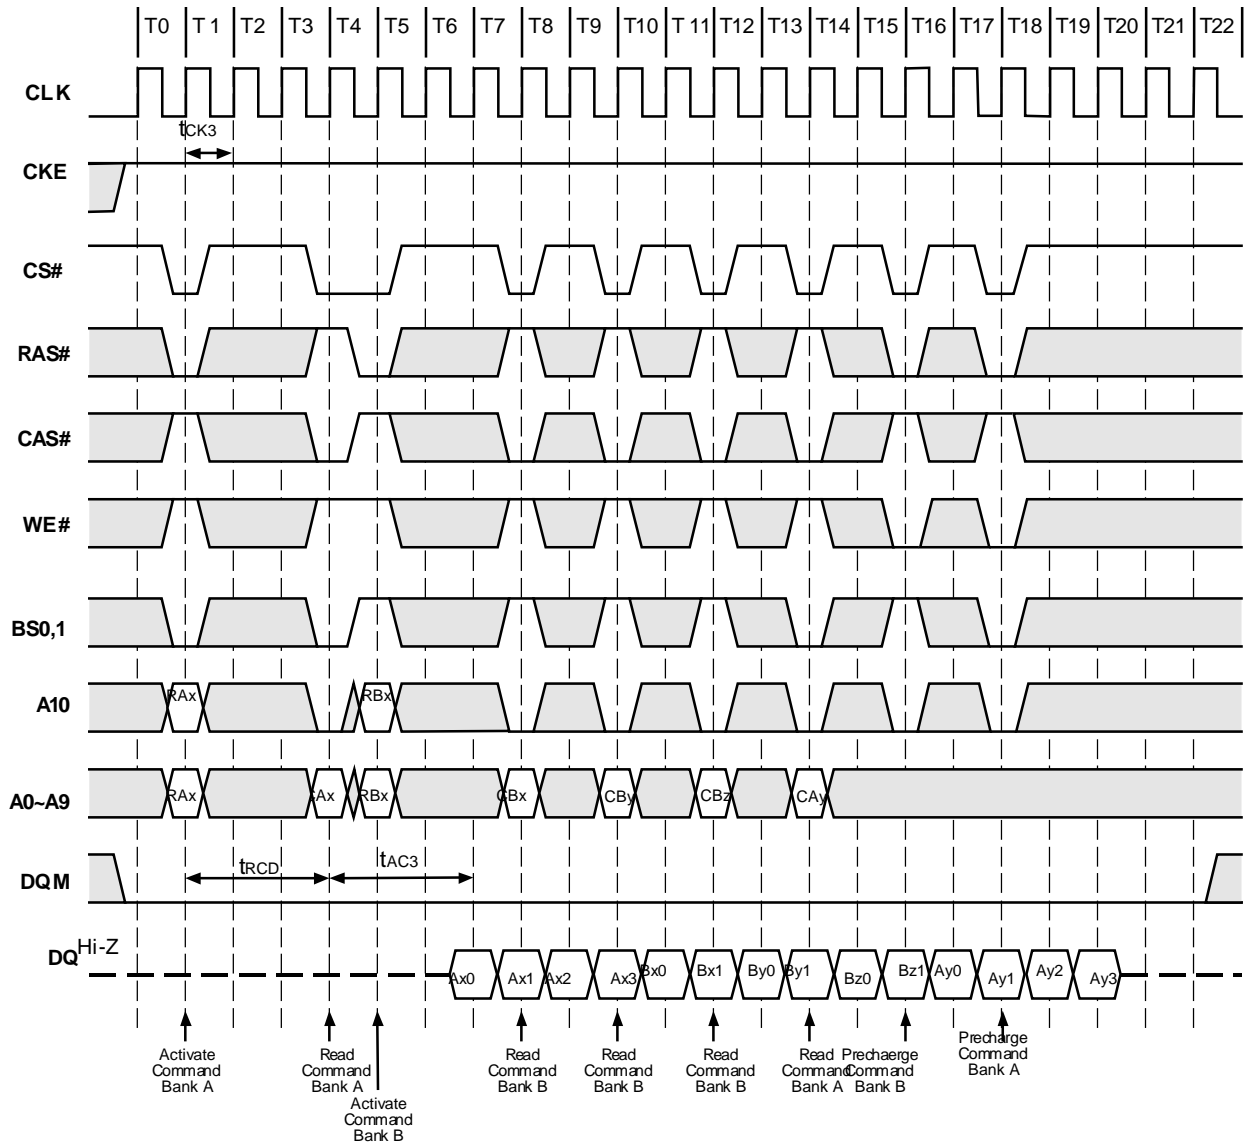 T0 T 1 T2 T3 T4 T5 T6 T7 T8 T9 T10 T 11 T12 T13 T14 T15 T16 T17 T18 T19 T20 T21 T22
CLK
tCK3
CKE
CS#
RAS#
CAS#
WE#
BS0,1
A10
RAx RBx
A0~A9
RAx CAx RBx CBx CBy CBz CAy
DQM
tRCD tAC3
DQ Hi-Z
Ax0 Ax1 Ax2 Ax3 Bx0 Bx1 By0 By1 Bz0 Bz1 Ay0 Ay1 Ay2 Ay3
Activate
Command
Bank A
Read
Command
Bank A
Activate
Command
Bank B
Read
Command
Bank B
Read
Command
Bank B
Read
Command
Bank B
Read
Command
Bank A
Prechaerge
Command
Bank B
Precharge
Command
Bank A